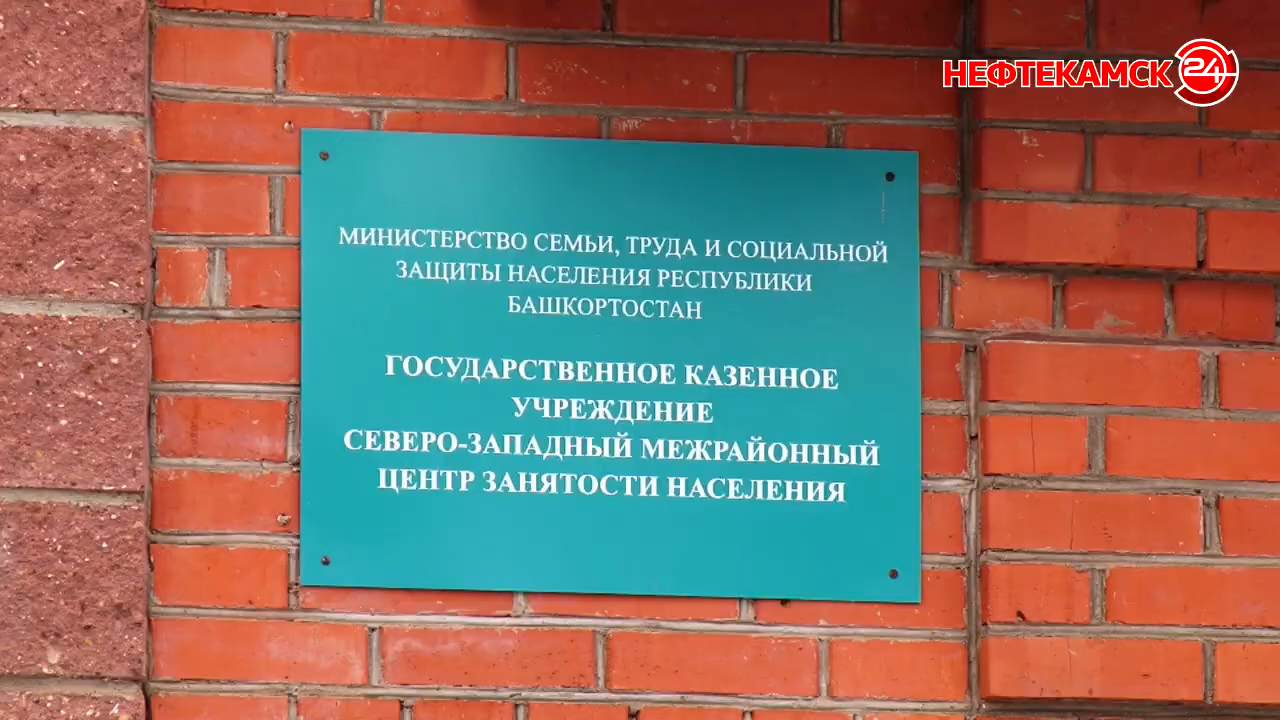 НЕФТЕКАМСК 24
МИНИСТЕРСТВО СЕМЬИ, ТРУДА И СОЦИАЛЬНОЙ
ЗАЩИТЫ НАСЕЛЕНИЯ РЕСПУБЛИКИ
БАШКОРТОСТАН
ГОСУДАРСТВЕННОЕ КАЗЕННОЕ
УЧРЕЖДЕНИЕ
СЕВЕРО-ЗАПАДНЫЙ МЕЖРАЙОННЫЙ
ЦЕНТР ЗАНЯТОСТИ НАСЕЛЕНИЯ